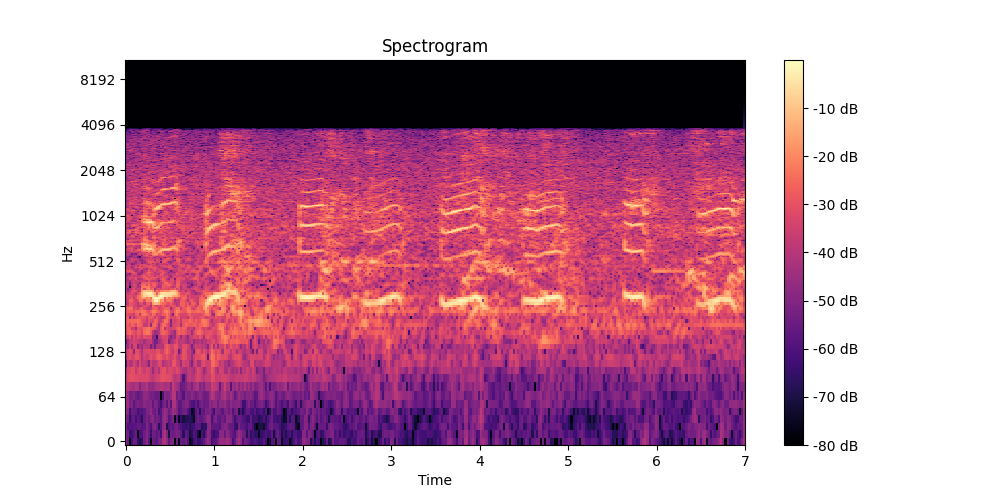 Spectrogram
8192
4096
2048
1024
512
256
128
64
0
Hz
0 1 2 3 4 5 6 7
Time
-10 dB
-20 dB
-30 dB
-40 dB
-50 dB
-60 dB
-70 dB
-80 dB